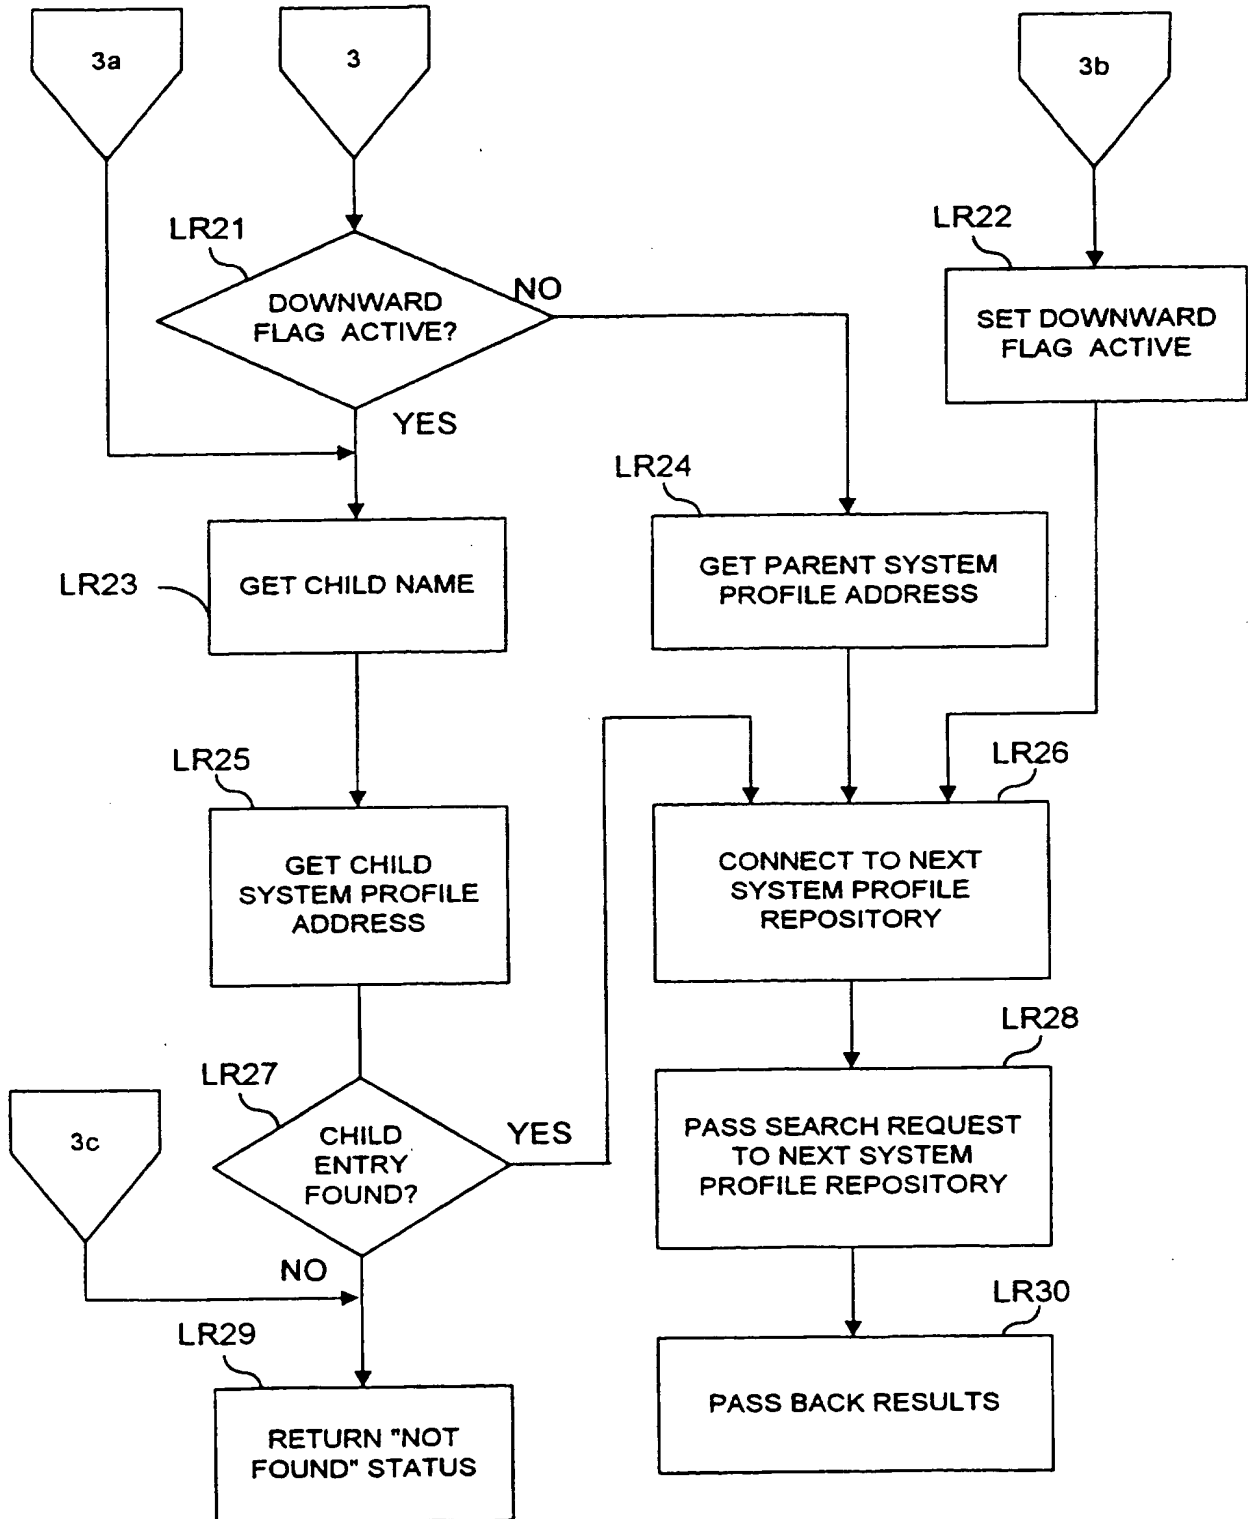 3a
3
3b
LR21
LR22
DOWNWARD
FLAG ACTIVE?
NO
SET DOWNWARD
FLAG ACTIVE
YES
LR24
LR23
GET CHILD NAME
GET PARENT SYSTEM
PROFILE ADDRESS
LR25
LR26
GET CHILD
SYSTEM PROFILE
ADDRESS
CONNECT TO NEXT
SYSTEM PROFILE
REPOSITORY
LR28
LR27
3c
CHILD
ENTRY
FOUND?
YES
PASS SEARCH REQUEST
TO NEXT SYSTEM
PROFILE REPOSITORY
NO
LR30
LR29
PASS BACK RESULTS
RETURN "NOT
FOUND" STATUS